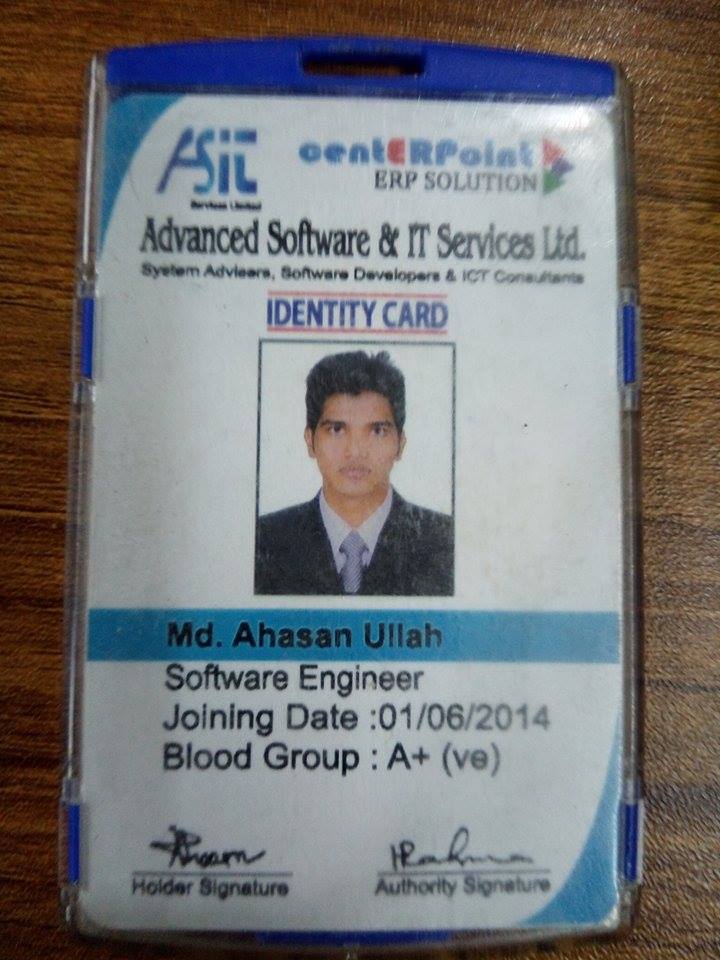 ASiT
Services Limited
centERPoint
ERP SOLUTION
Advanced Software & IT Services Ltd.
System Advisers, Software Developers & ICT Consultants
IDENTITY CARD
Md. Ahasan Ullah
Software Engineer
Joining Date :01/06/2014
Blood Group : A+ (ve)
Ahsan
Holder Signature
Authority Signature